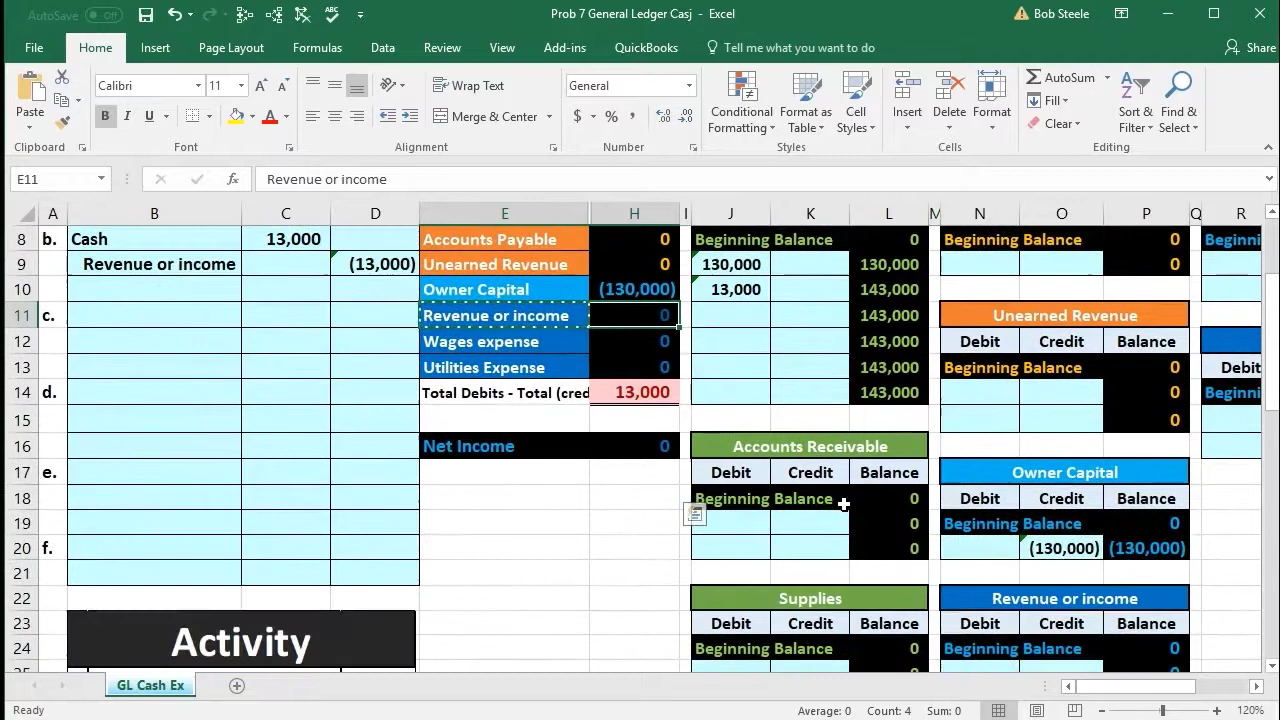 AutoSave Off
Prob 7 General Ledger Casj - Excel
Bob Steele
File Home Insert Page Layout Formulas Data Review View Add-ins QuickBooks Tell me what you want to do Share
Paste
Calibri 11
Wrap Text
General
Conditional Formatting
Format as Table
Cell Styles
Insert Delete Format
AutoSum
Fill
Clear
Sort & Filter
Find & Select
B I U
Merge & Center
$ % ,
Clipboard Font Alignment Number Styles Cells Editing
E11 fx Revenue or income
A B C D E H I J K L M N O P Q R
8 b. Cash 13,000 Accounts Payable 0 Beginning Balance 0 Beginning Balance 0 Beginni
9 Revenue or income (13,000) Unearned Revenue 0 130,000 130,000 0
10 Owner Capital (130,000) 13,000 143,000
11 c. Revenue or income 0 143,000 Unearned Revenue
12 Wages expense 0 143,000 Debit Credit Balance
13 Utilities Expense 0 143,000 Beginning Balance 0 Debit
14 d. Total Debits - Total (cred 13,000 143,000 0 Beginni
15 0
16 Net Income 0 Accounts Receivable
17 e. Debit Credit Balance Owner Capital
18 Beginning Balance 0 Debit Credit Balance
19 0 Beginning Balance 0
20 f. 0 (130,000) (130,000)
21
22 Supplies Revenue or income
23 Activity Debit Credit Balance Debit Credit Balance
24 Beginning Balance 0 Beginning Balance 0
GL Cash Ex
Ready Average: 0 Count: 4 Sum: 0 120%